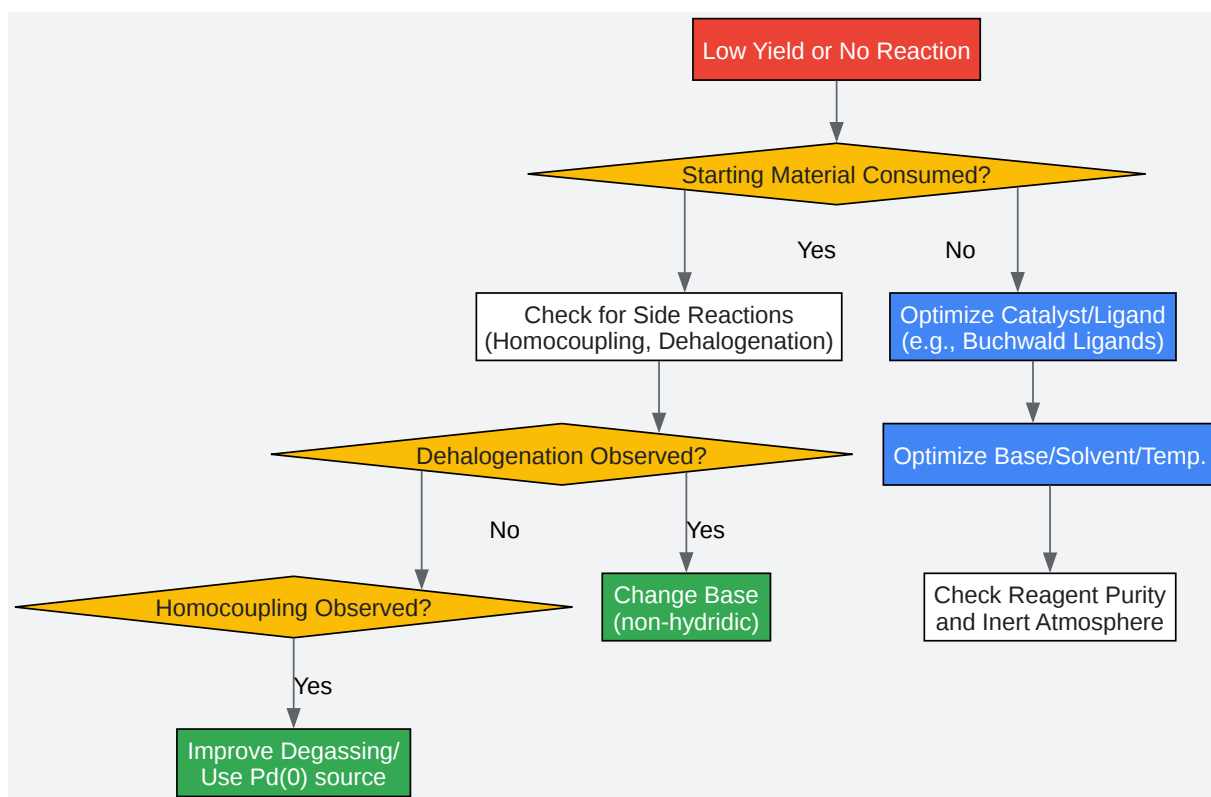 Low Yield or No Reaction
Starting Material Consumed?
Yes
No
Check for Side Reactions
(Homocoupling, Dehalogenation)
Optimize Catalyst/Ligand
(e.g., Buchwald Ligands)
Dehalogenation Observed?
Optimize Base/Solvent/Temp.
No
Yes
Homocoupling Observed?
Change Base
(non-hydridic)
Check Reagent Purity
and Inert Atmosphere
Yes
Improve Degassing/
Use Pd(0) source